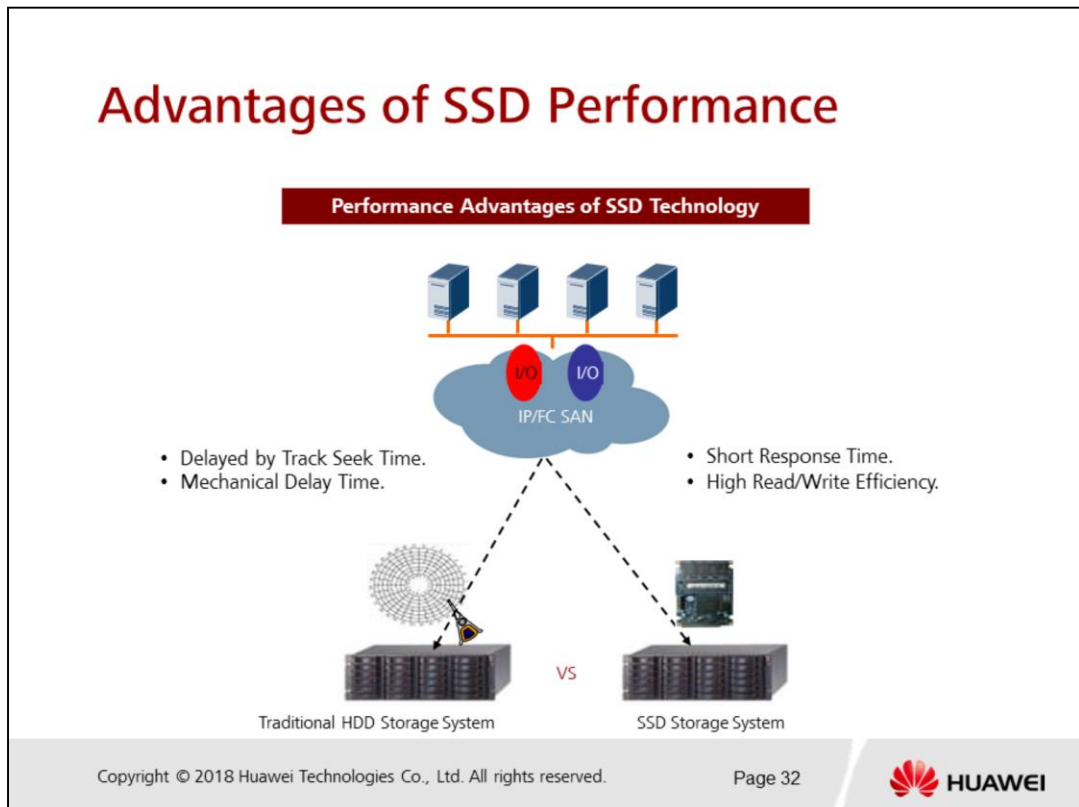 Advantages of SSD Performance
Performance Advantages of SSD Technology
I/O
I/O
IP/FC SAN
• Delayed by Track Seek Time.
• Mechanical Delay Time.
• Short Response Time.
• High Read/Write Efficiency.
VS
Traditional HDD Storage System
SSD Storage System
Copyright © 2018 Huawei Technologies Co., Ltd. All rights reserved.
Page 32
HUAWEI